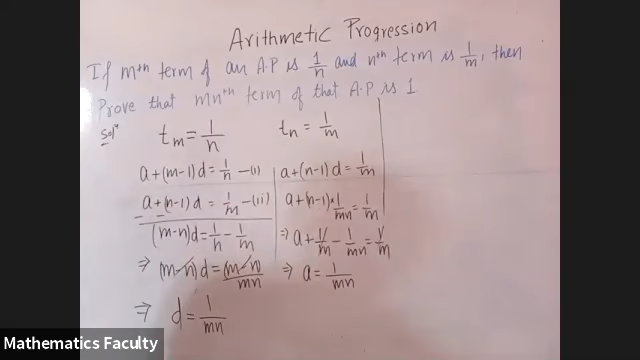 Arithmetic Progression
If mᵗʰ term of an A.P is 1/n and nᵗʰ term is 1/m, then
Prove that mnᵗʰ term of that A.P is 1
Solⁿ
tₘ = 1/n
a+(m-1)d = 1/n -(i)
a+(n-1)d = 1/m -(ii)
- -
(m-n)d = 1/n - 1/m
⇒ (m-n)d = (m-n)/mn
⇒ d = 1/mn
tₙ = 1/m
a+(n-1)d = 1/m
a+(n-1)×1/mn = 1/m
⇒ a + 1/m - 1/mn = 1/m
⇒ a = 1/mn
Mathematics Faculty